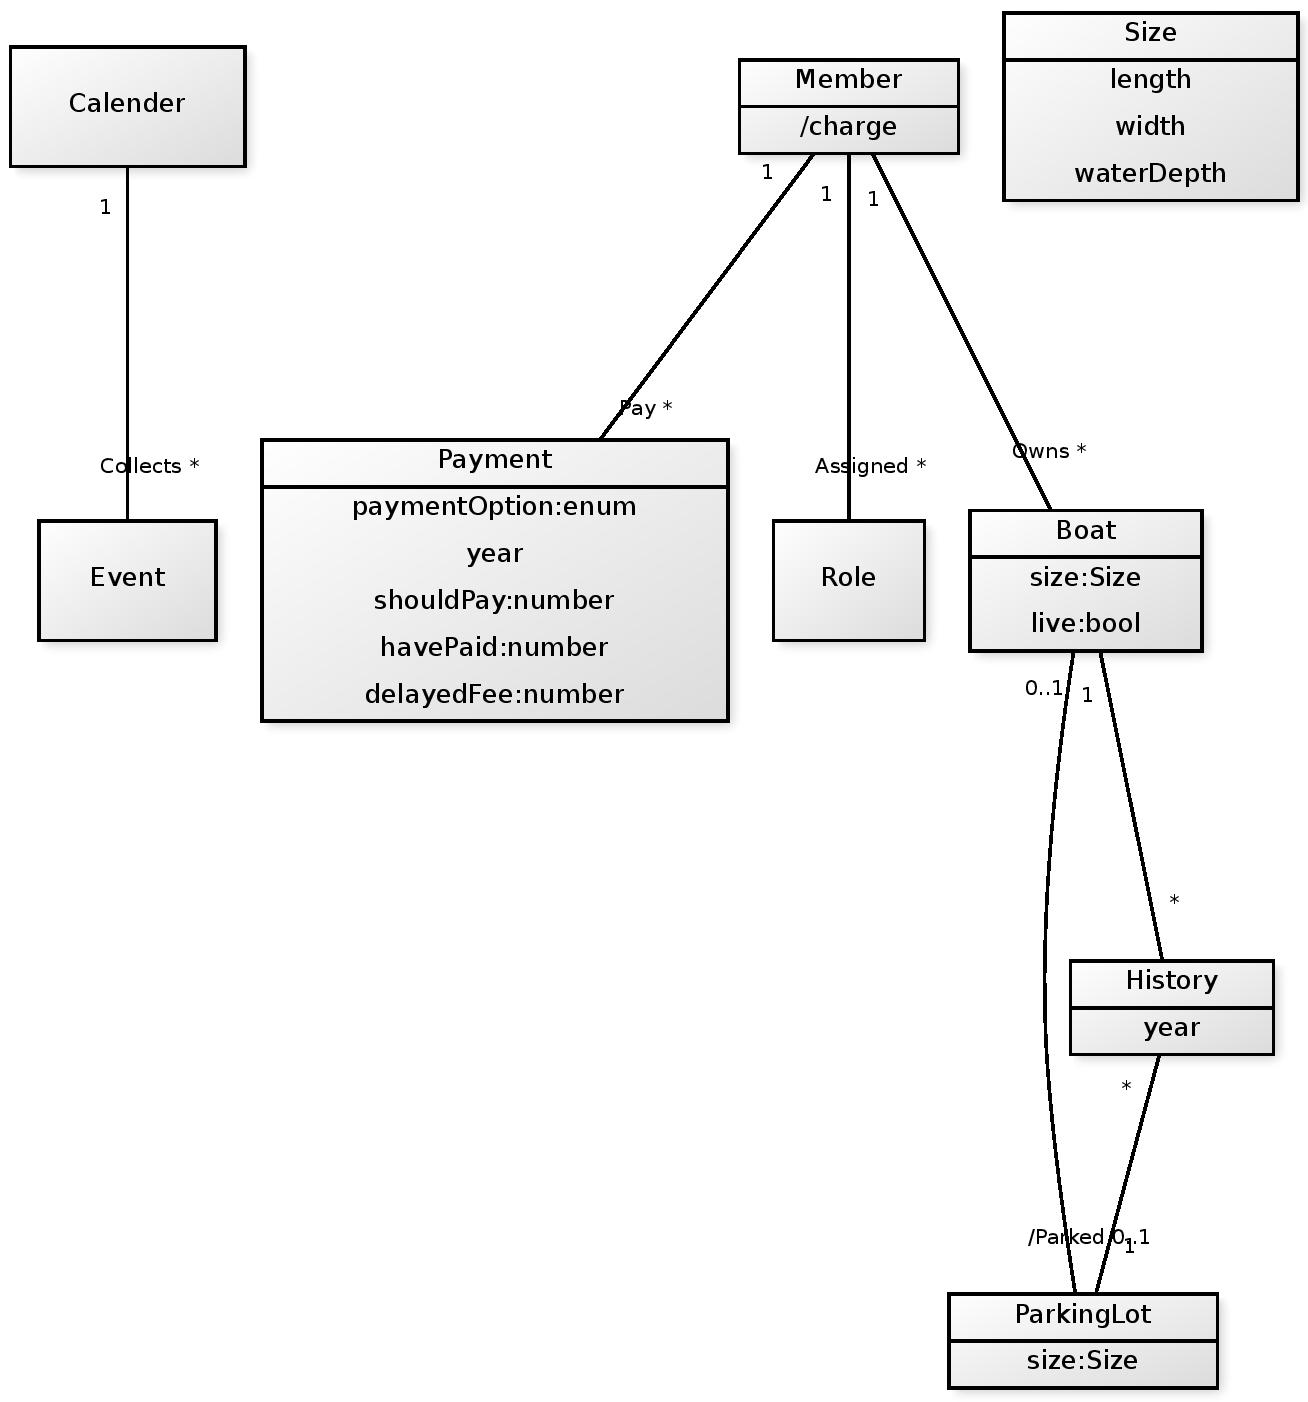 Calender
1
Collects *
Event
Member
/charge
1
1
1
Size
length
width
waterDepth
Pay *
Assigned *
Owns *
Payment
paymentOption:enum
year
shouldPay:number
havePaid:number
delayedFee:number
Role
Boat
size:Size
live:bool
0..1
1
*
History
year
*
/Parked 0..1
1
ParkingLot
size:Size